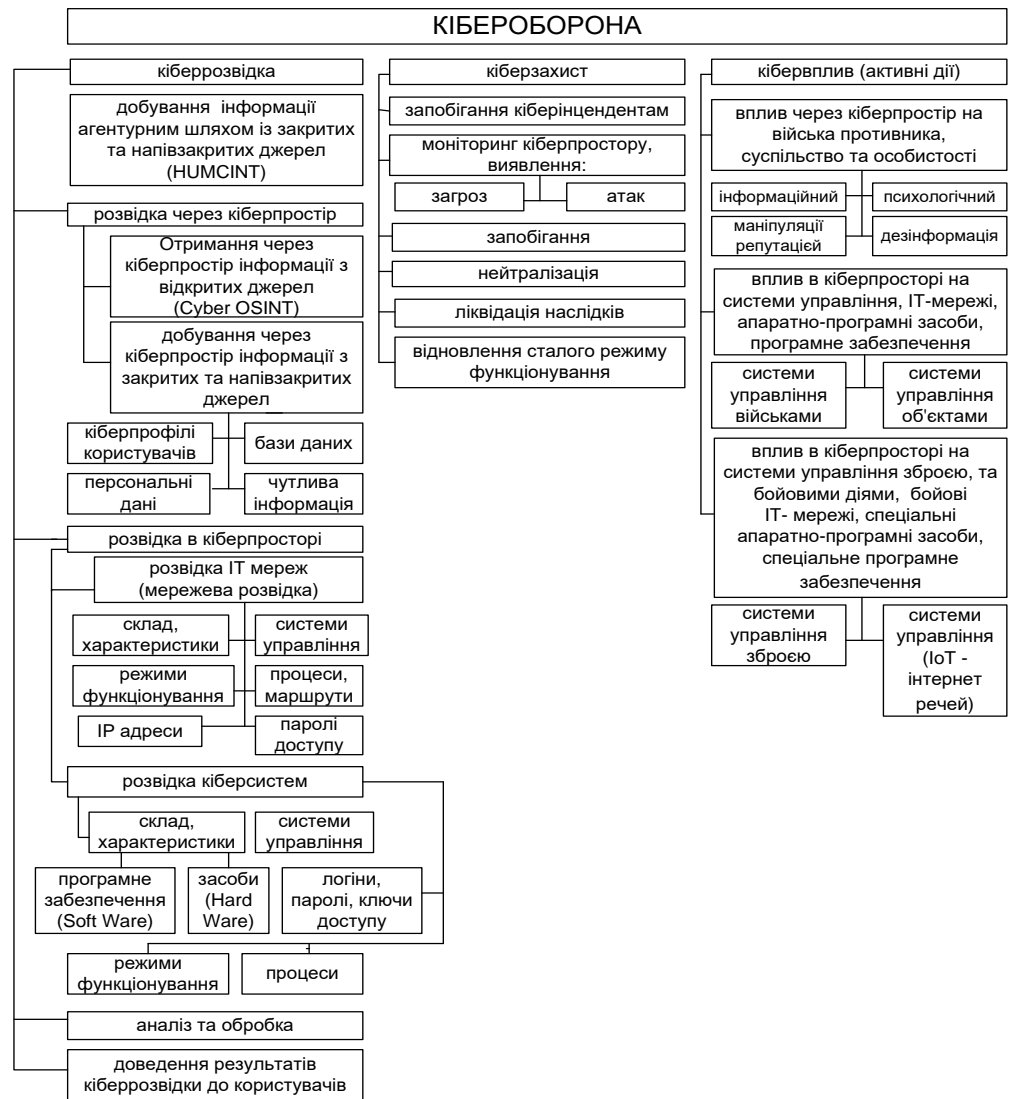 КІБЕРОБОРОНА
кіберрозвідка
добування інформації
агентурним шляхом із закритих
та напівзакритих джерел
(HUMCINT)
розвідка через кіберпростір
Отримання через
кіберпростір інформації з
відкритих джерел
(Cyber OSINT)
добування через
кіберпростір інформації з
закритих та напівзакритих
джерел
кіберпрофілі
користувачів
бази даних
персональні
дані
чутлива
інформація
розвідка в кіберпросторі
розвідка ІТ мереж
(мережева розвідка)
склад,
характеристики
системи
управління
режими
функціонування
процеси,
маршрути
IP адреси
паролі
доступу
розвідка кіберсистем
склад,
характеристики
системи
управління
програмне
забезпечення
(Soft Ware)
засоби
(Hard
Ware)
логіни,
паролі, ключи
доступу
режими
функціонування
процеси
аналіз та обробка
доведення результатів
кіберрозвідки до користувачів
кіберзахист
запобігання кіберінцендентам
моніторинг кіберпростору,
виявлення:
загроз
атак
запобігання
нейтралізація
ліквідація наслідків
відновлення сталого режиму
функціонування
кібервплив (активні дії)
вплив через кіберпростір на
війська противника,
суспільство та особистості
інформаційний
психологічний
маніпуляції
репутацієй
дезінформація
вплив в кіберпросторі на
системи управління, ІТ-мережі,
апаратно-програмні засоби,
програмне забезпечення
системи
управління
військами
системи
управління
об'єктами
вплив в кіберпросторі на
системи управління зброєю, та
бойовими діями, бойові
ІТ- мережі, спеціальні
апаратно-програмні засоби,
спеціальне програмне
забезпечення
системи
управління
зброєю
системи
управління
(IoT -
інтернет
речей)